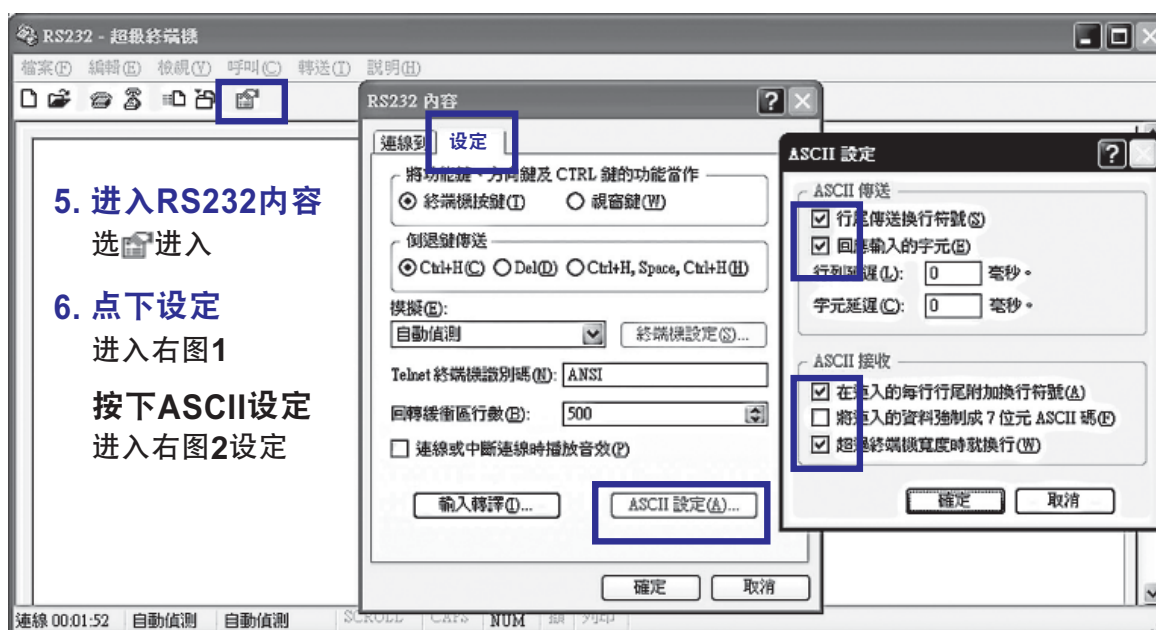 RS232 - 超級終端機
檔案(F) 編輯(E) 檢視(V) 呼叫(C) 轉送(T) 說明(H)
5. 进入RS232内容
选进入
6. 点下设定
进入右图1
按下ASCII设定
进入右图2设定
RS232 內容
連線到 设定
將功能鍵、方向鍵及 CTRL 鍵的功能當作
終端機按鍵(T) 視窗鍵(W)
倒退鍵傳送
Ctrl+H(C) Del(D) Ctrl+H, Space, Ctrl+H(H)
模擬(E):
自動偵測 終端機設定(S)...
Telnet 終端機識別碼(N): ANSI
回轉緩衝區行數(B): 500
連線或中斷連線時播放音效(P)
輸入轉譯(I)... ASCII 設定(A)...
確定 取消
ASCII 設定
ASCII 傳送
行尾傳送換行符號(S)
回應輸入的字元(E)
行列延遲(L): 0 毫秒。
字元延遲(C): 0 毫秒。
ASCII 接收
在連入的每行行尾附加換行符號(A)
將連入的資料強制成 7 位元 ASCII 碼(F)
超過終端機寬度時就換行(W)
確定 取消
連線 00:01:52 自動偵測 自動偵測 SCROLL CAPS NUM 擷 列印